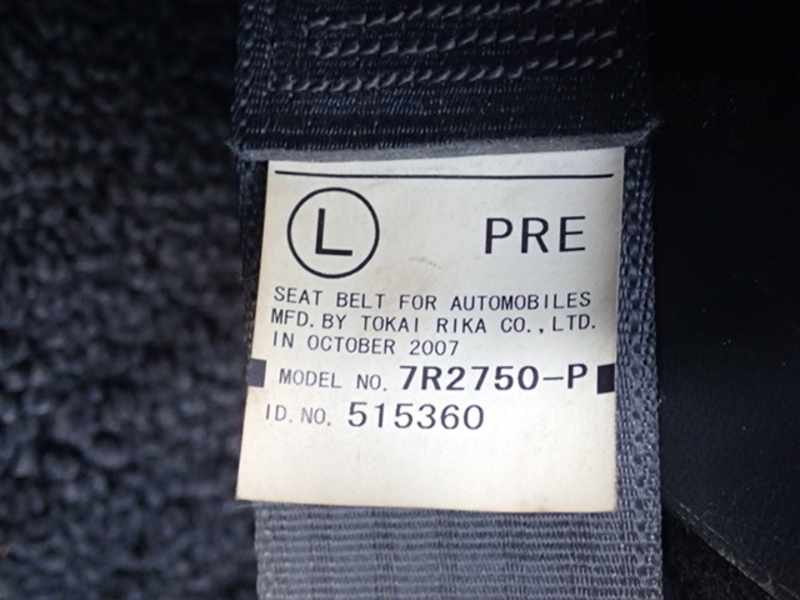 L PRE
SEAT BELT FOR AUTOMOBILES
MFD. BY TOKAI RIKA CO., LTD.
IN OCTOBER 2007
MODEL NO. 7R2750-P
ID. NO. 515360